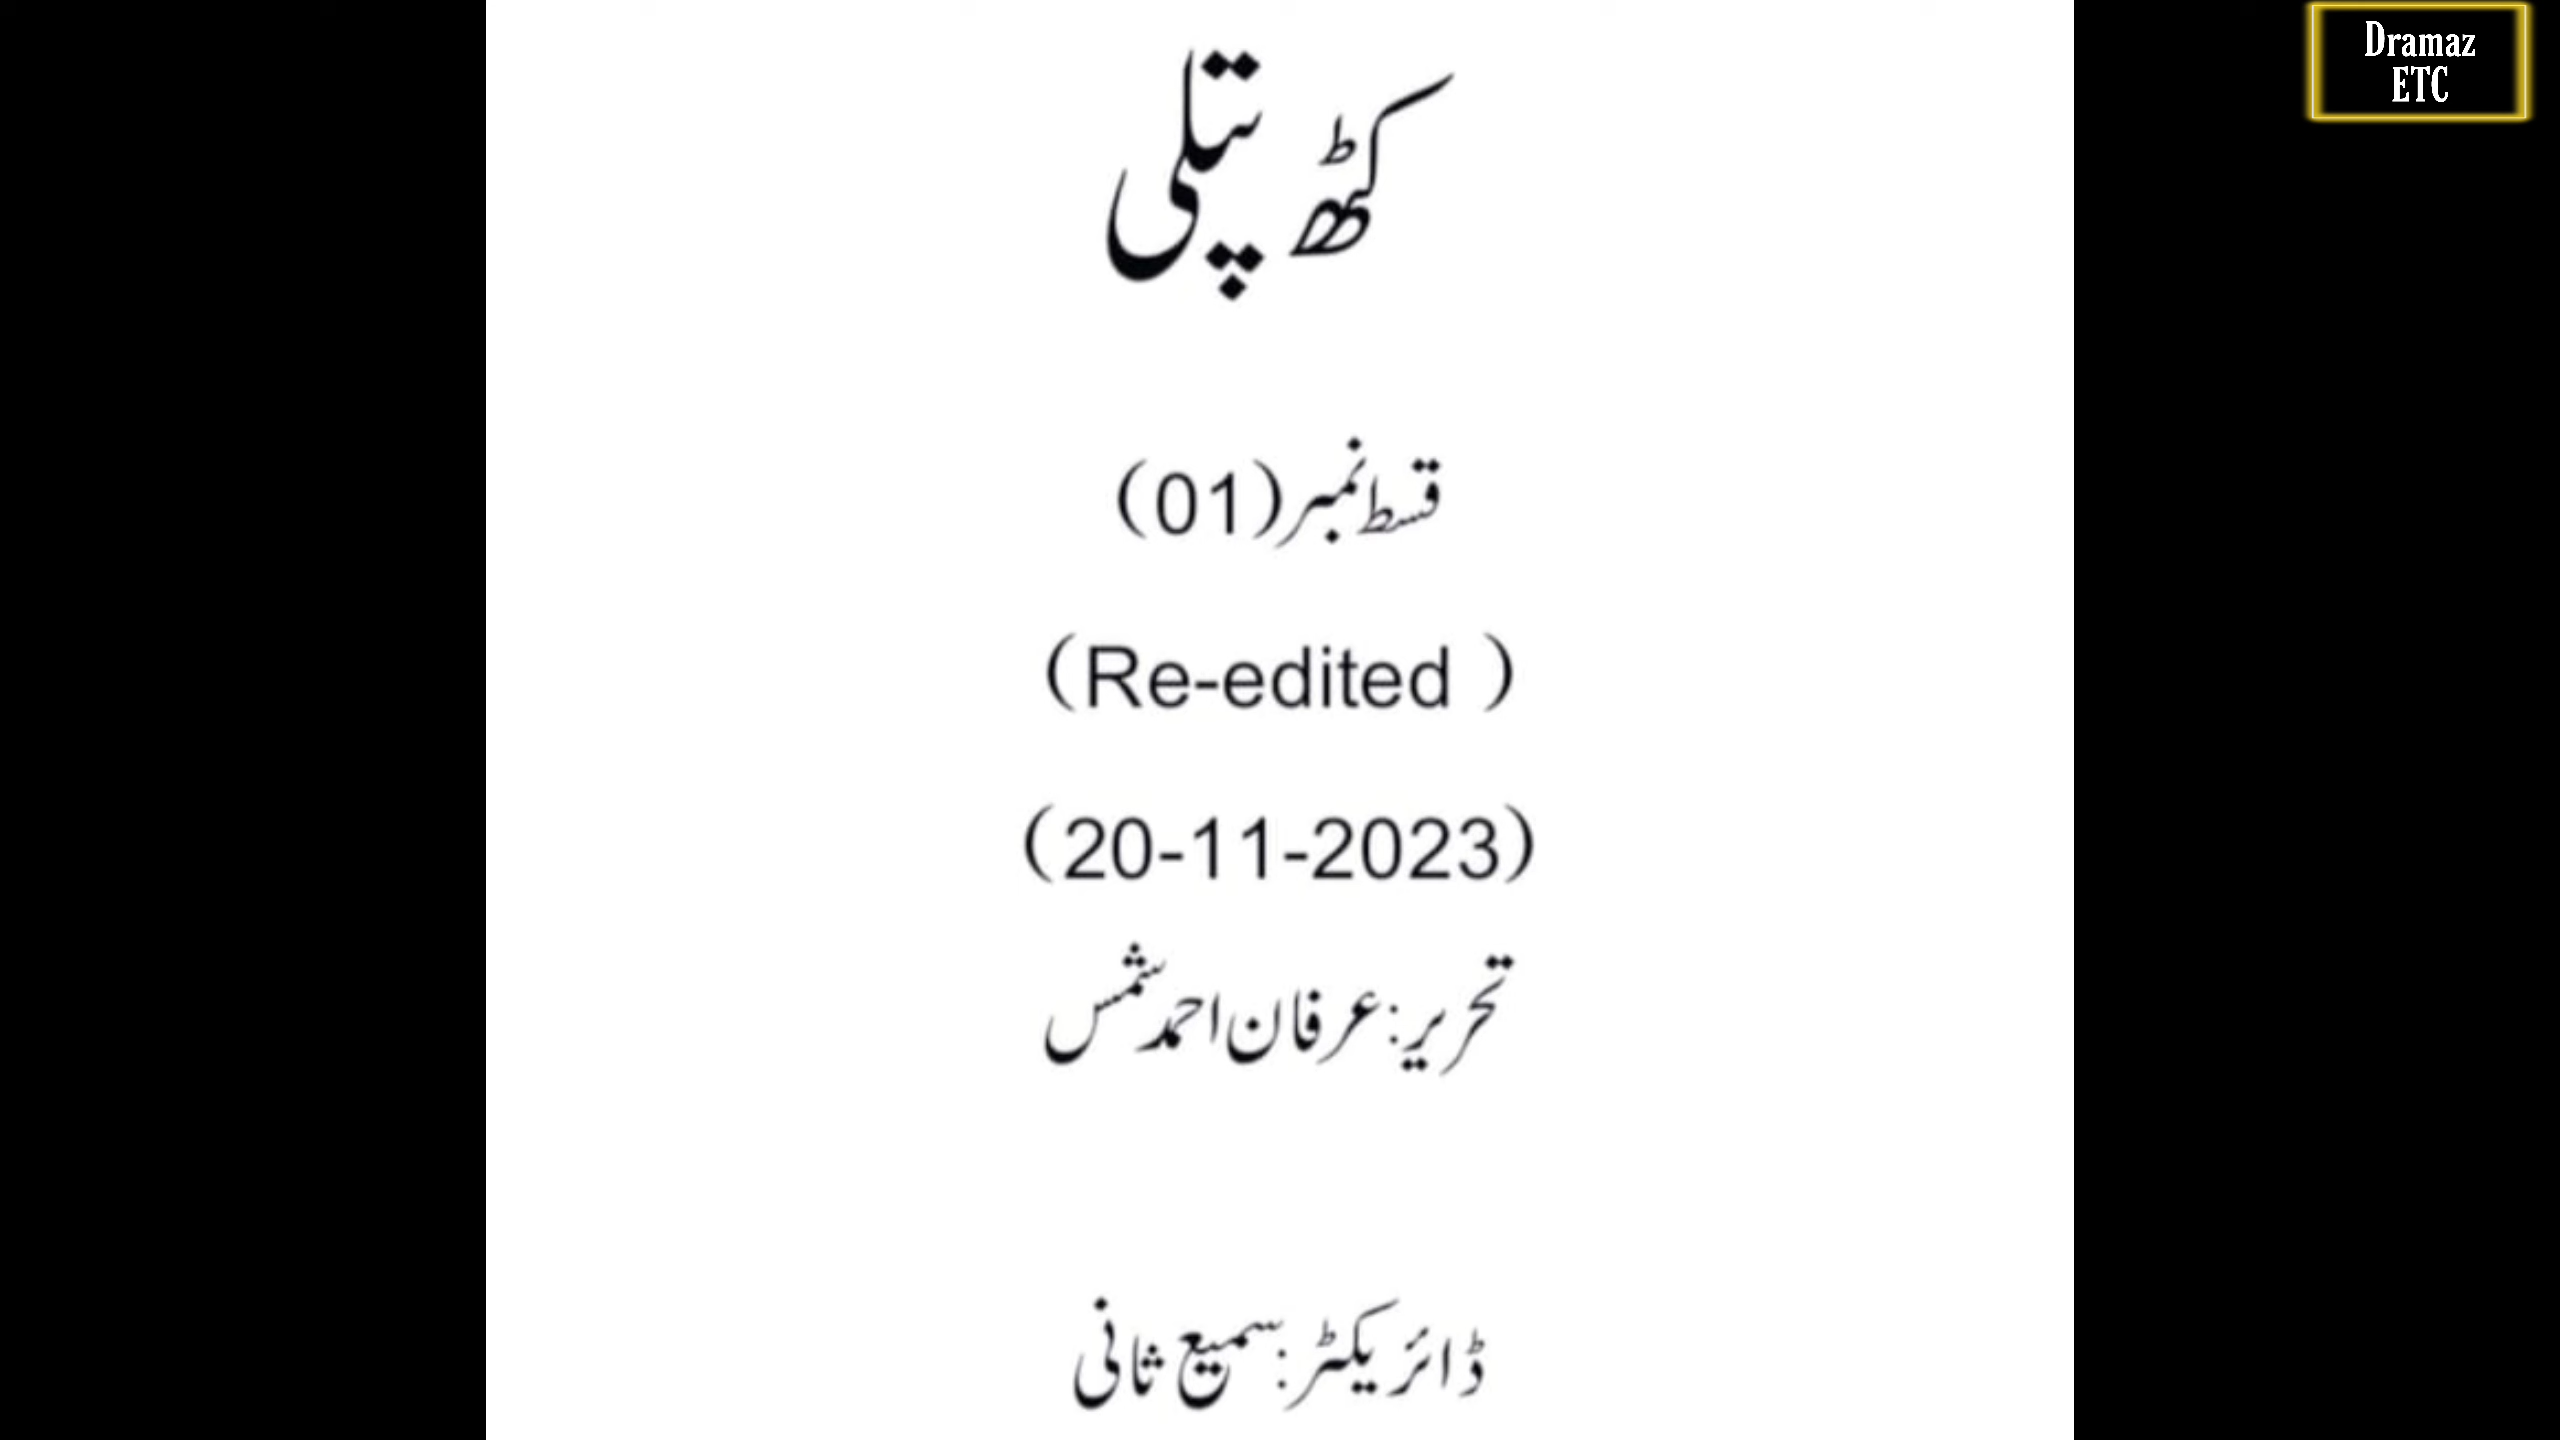 کٹھ پتلی
قسط نمبر(01)
(Re-edited )
(20-11-2023)
تحریر:عرفان احمد شمس
ڈائریکٹر:سمیع ثانی
Dramaz
ETC